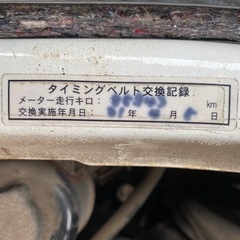 タイミングベルト交換記録
メーター走行キロ： km
交換実施年月日： 年 月 日